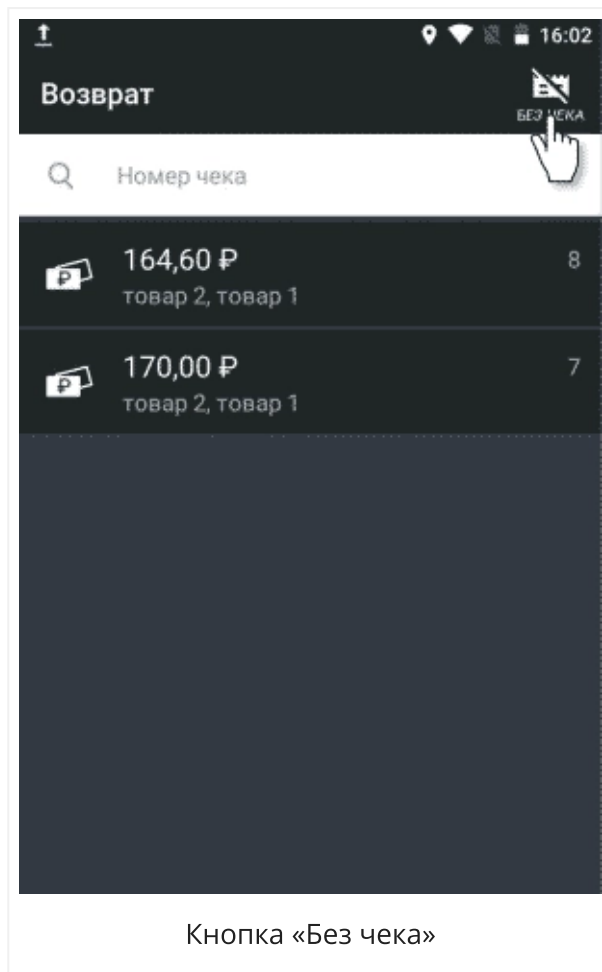 16:02
Возврат
БЕЗ ЧЕКА
Номер чека
164,60 ₽
8
товар 2, товар 1
170,00 ₽
7
товар 2, товар 1
Кнопка «Без чека»